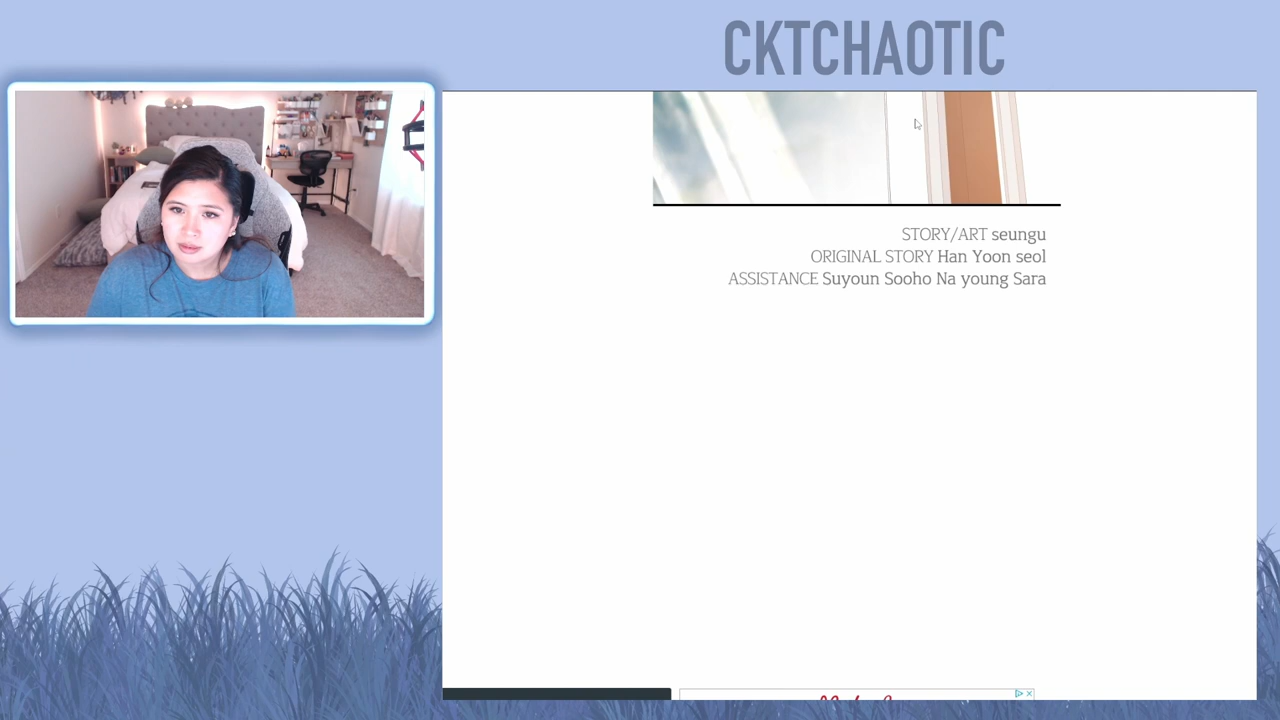 CKTCHAOTIC
STORY/ART seungu
ORIGINAL STORY Han Yoon seol
ASSISTANCE Suyoun Sooho Na young Sara